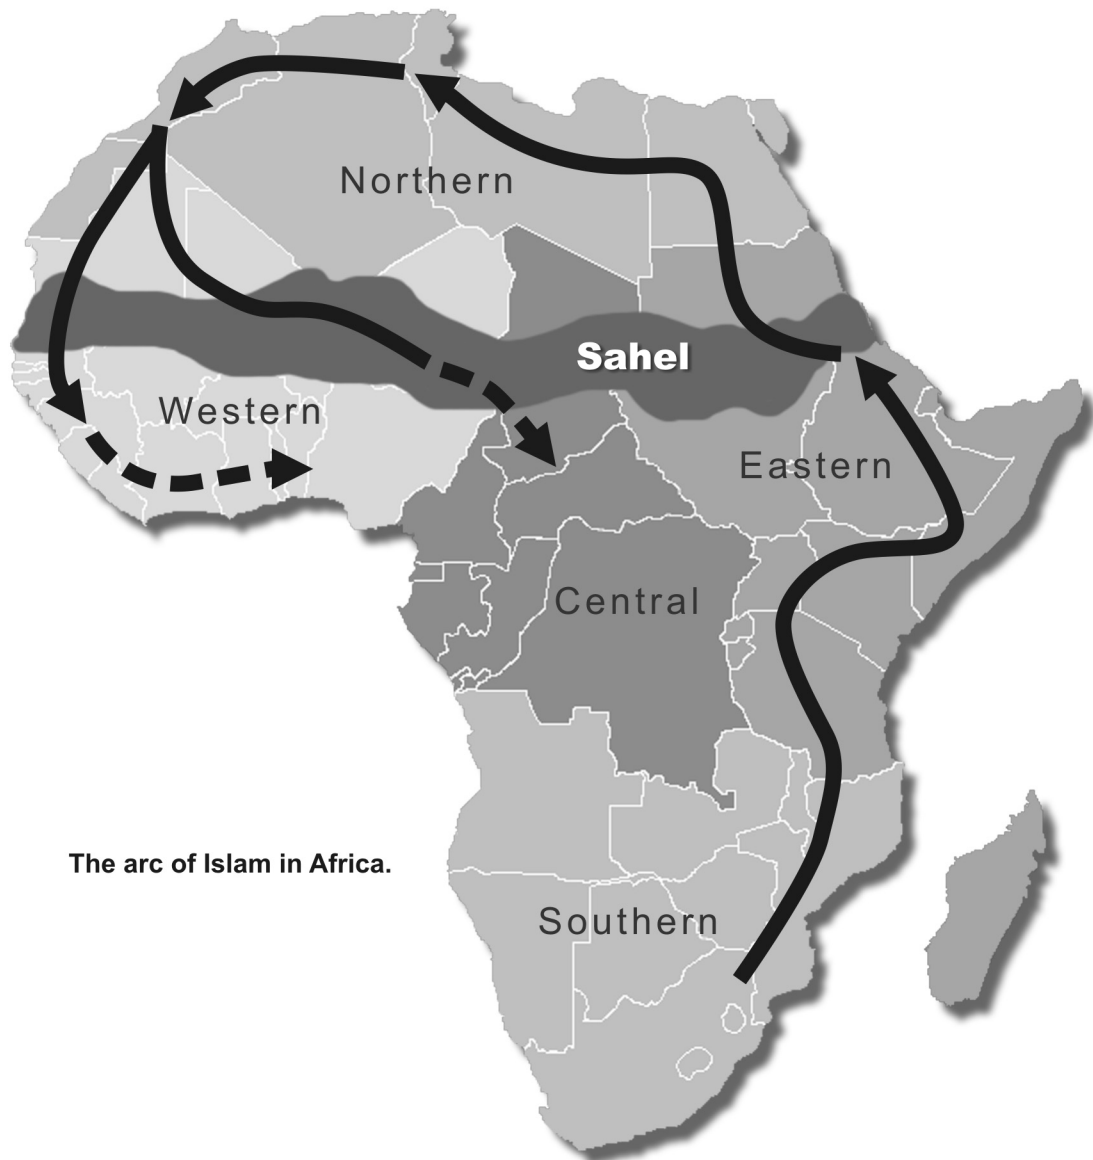 Northern
Sahel
Western
Eastern
Central
The arc of Islam in Africa.
Southern